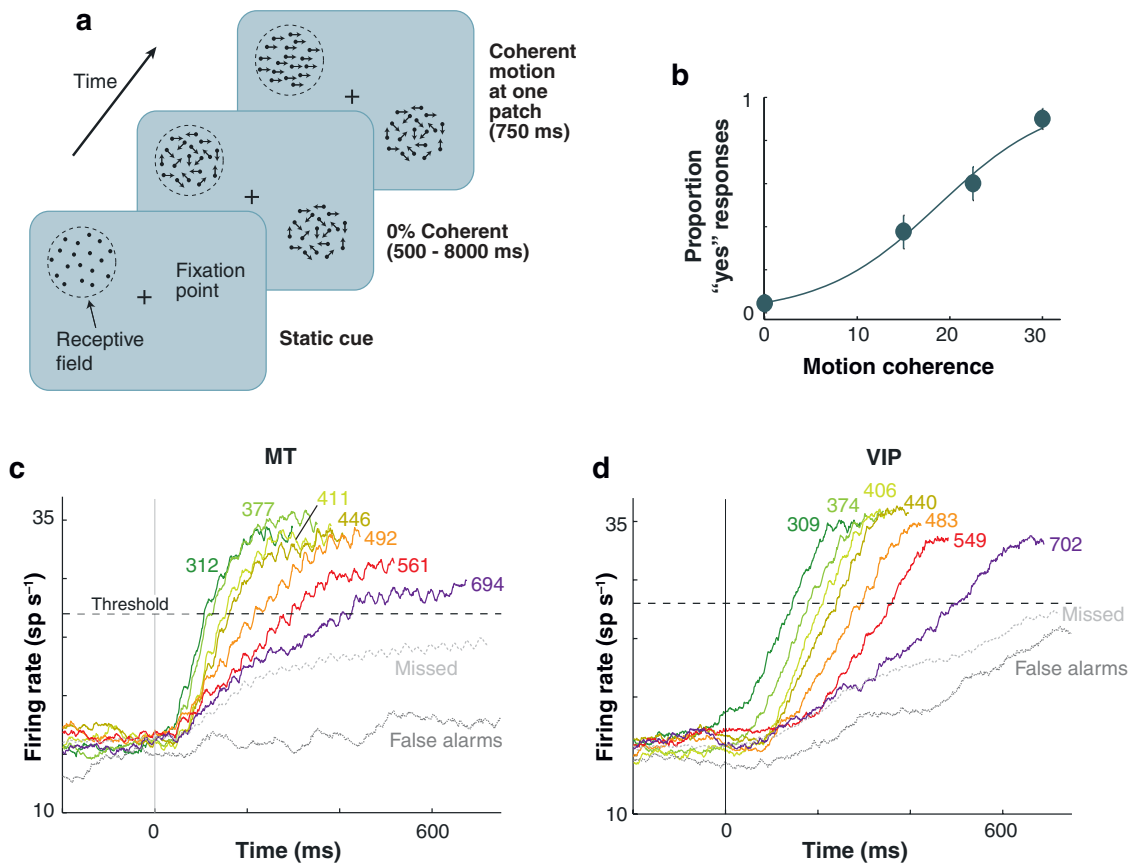 a
Time
Coherent
motion
at one
patch
(750 ms)
+
+
0% Coherent
(500 - 8000 ms)
Fixation
point
+
Receptive
field
Static cue
b
Proportion
“yes” responses
1
0
0
10
20
30
Motion coherence
c
MT
Firing rate (sp s⁻¹)
35
10
377
411
446
492
312
561
694
Threshold
Missed
False alarms
0
600
Time (ms)
d
VIP
Firing rate (sp s⁻¹)
35
10
406
374
440
309
483
549
702
Missed
False alarms
0
600
Time (ms)